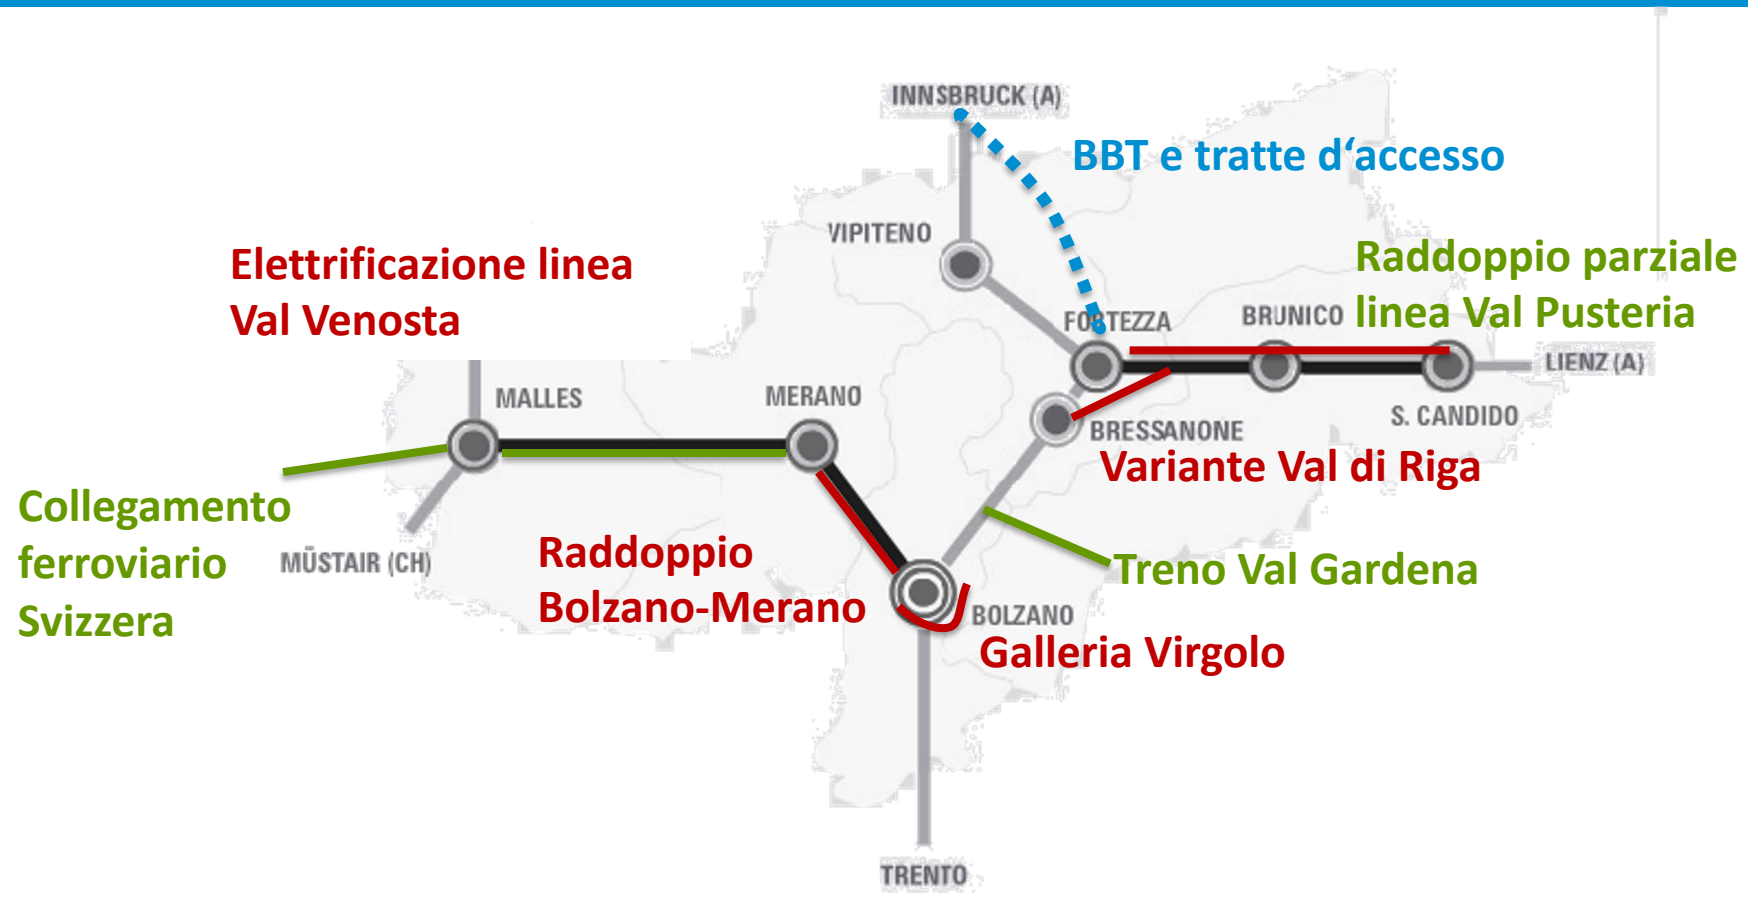 INNSBRUCK (A)
BBT e tratte d‘accesso
VIPITENO
Elettrificazione linea
Val Venosta
Raddoppio parziale
linea Val Pusteria
FORTEZZA
BRUNICO
LIENZ (A)
MALLES
MERANO
S. CANDIDO
BRESSANONE
Variante Val di Riga
Collegamento
ferroviario
Svizzera
MÜSTAIR (CH)
Raddoppio
Bolzano-Merano
Treno Val Gardena
BOLZANO
Galleria Virgolo
TRENTO